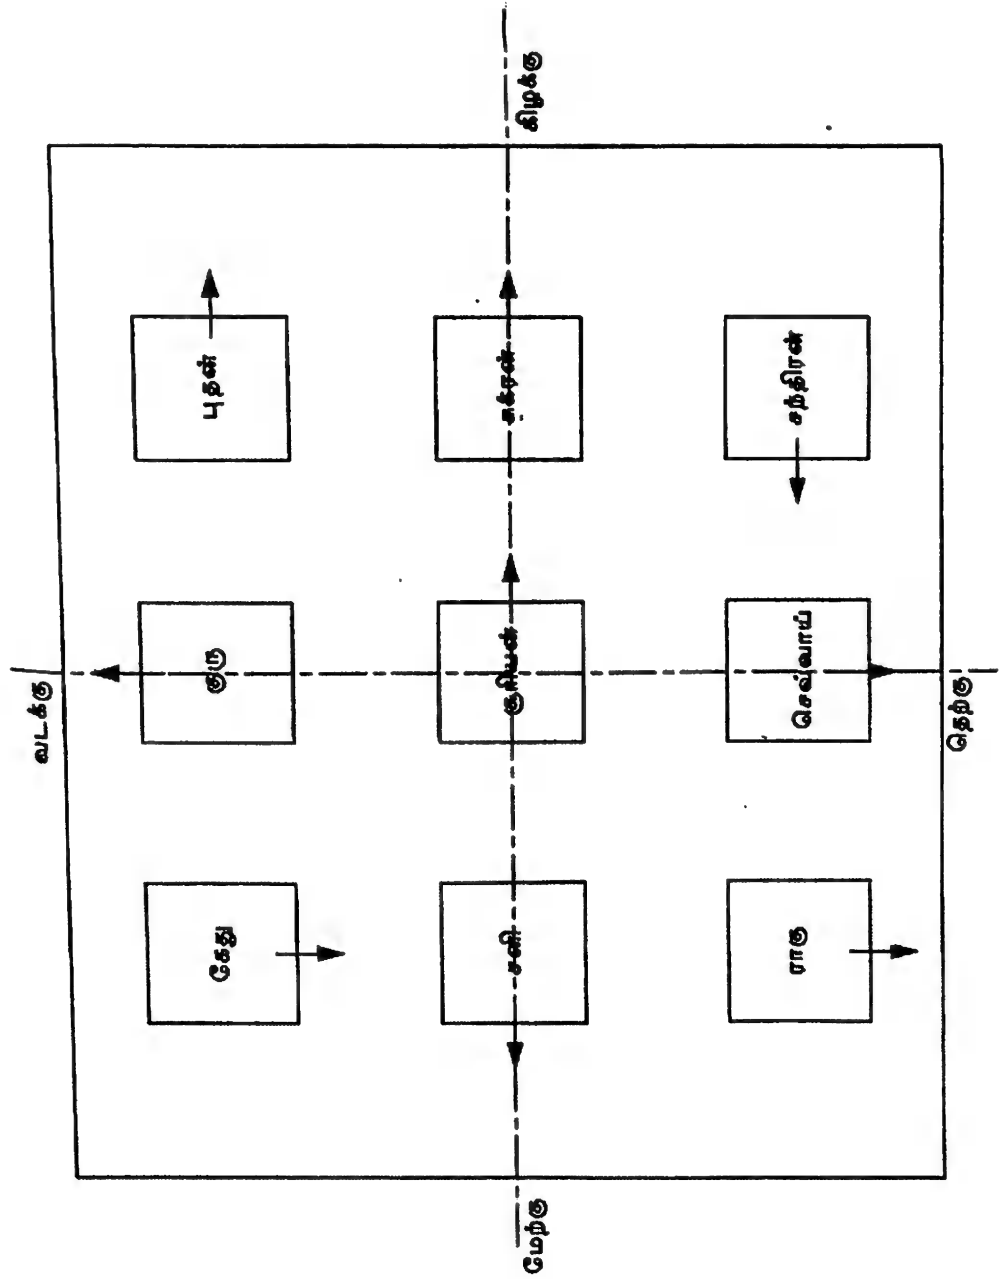 மேற்கு
ராகு
சனி
கேது
தெற்கு
செவ்வாய்
சூரியன்
குரு
வடக்கு
சந்திரன்
சுக்ரன்
புதன்
கிழக்கு